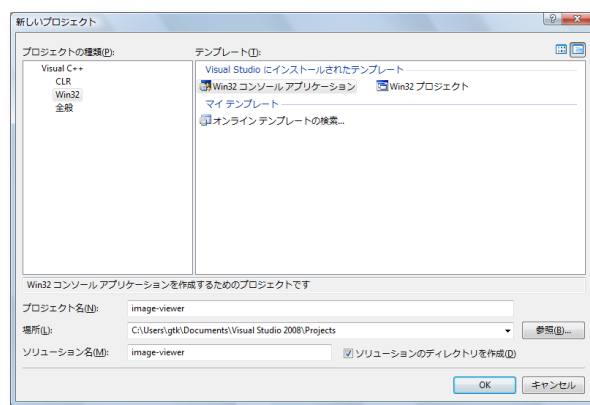 新しいプロジェクト
プロジェクトの種類(P):
テンプレート(T):
Visual C++
CLR
Win32
全般
Visual Studio にインストールされたテンプレート
Win32 コンソール アプリケーション
Win32 プロジェクト
マイ テンプレート
オンライン テンプレートの検索...
Win32 コンソール アプリケーションを作成するためのプロジェクトです
プロジェクト名(N):
image-viewer
場所(L):
C:\Users\gtk\Documents\Visual Studio 2008\Projects
参照(B)...
ソリューション名(M):
image-viewer
ソリューションのディレクトリを作成(D)
OK
キャンセル